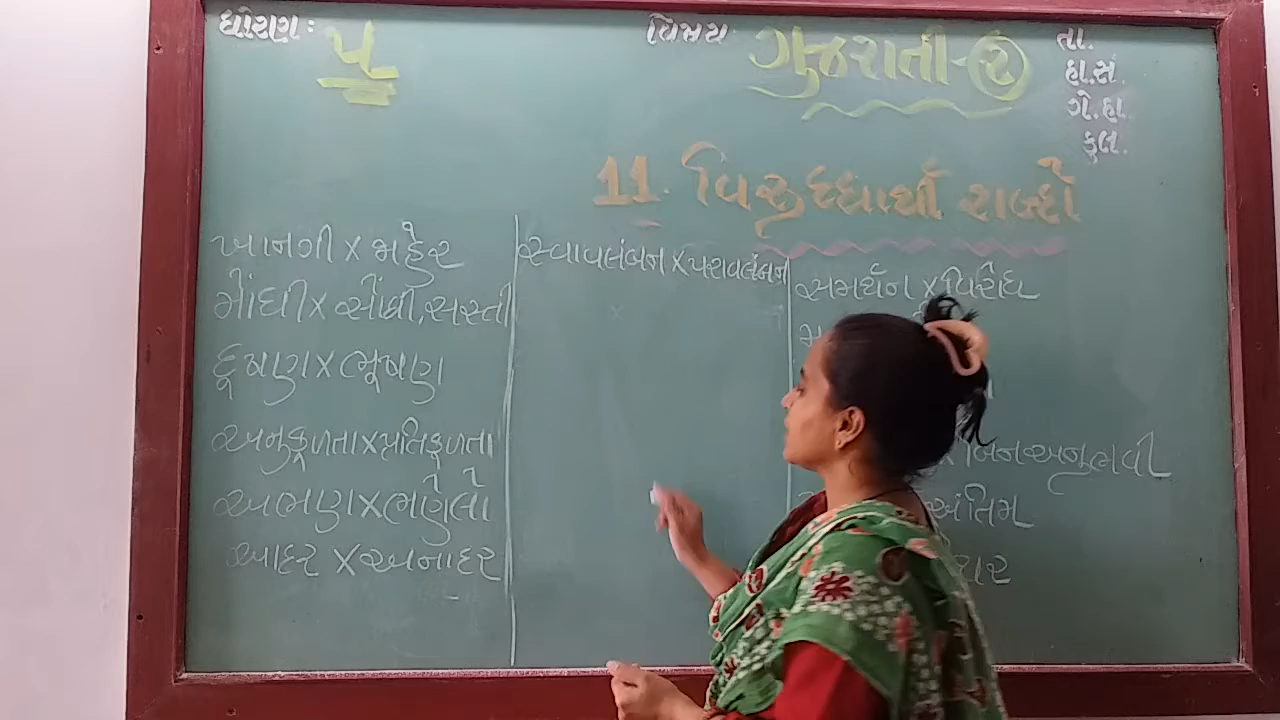 ધોરણઃ ૫
વિષયઃ ગુજરાતી-૨
તા.
હા.સં.
ગે.હા.
કુલ.
11. વિરુધ્ધાર્થી શબ્દો
ખાનગી X જાહેર
મોંઘી X સોંઘી, સસ્તી
દૂષણ X ભૂષણ
અનુકૂળતા X પ્રતિકૂળતા
અભણ X ભણેલો
આદર X અનાદર
સ્વાવલંબન X પરાવલંબન
સમર્થન X વિરોધ
X બિનઅનુભવી
અંતિમ